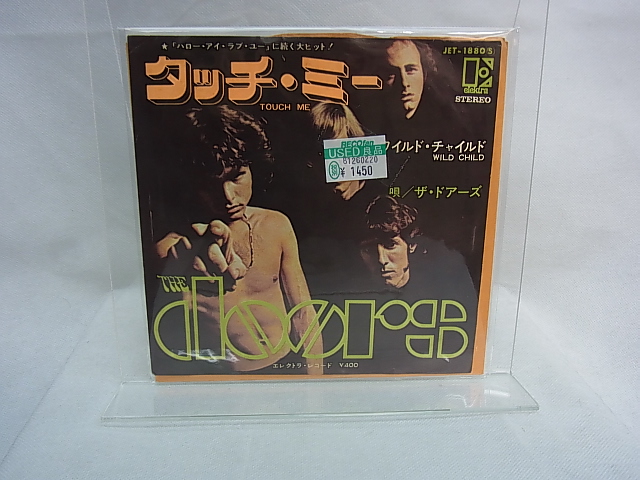 ★「ハロー・アイ・ラブ・ユー」に続く大ヒット!
JET-1880(S)
タッチ・ミー
TOUCH ME
elektra
STEREO
RECOfan
USED 良品
61260220
¥ 1450
ワイルド・チャイルド
WILD CHILD
唄/ザ・ドアーズ
THE
doors
エレクトラ・レコード ¥400